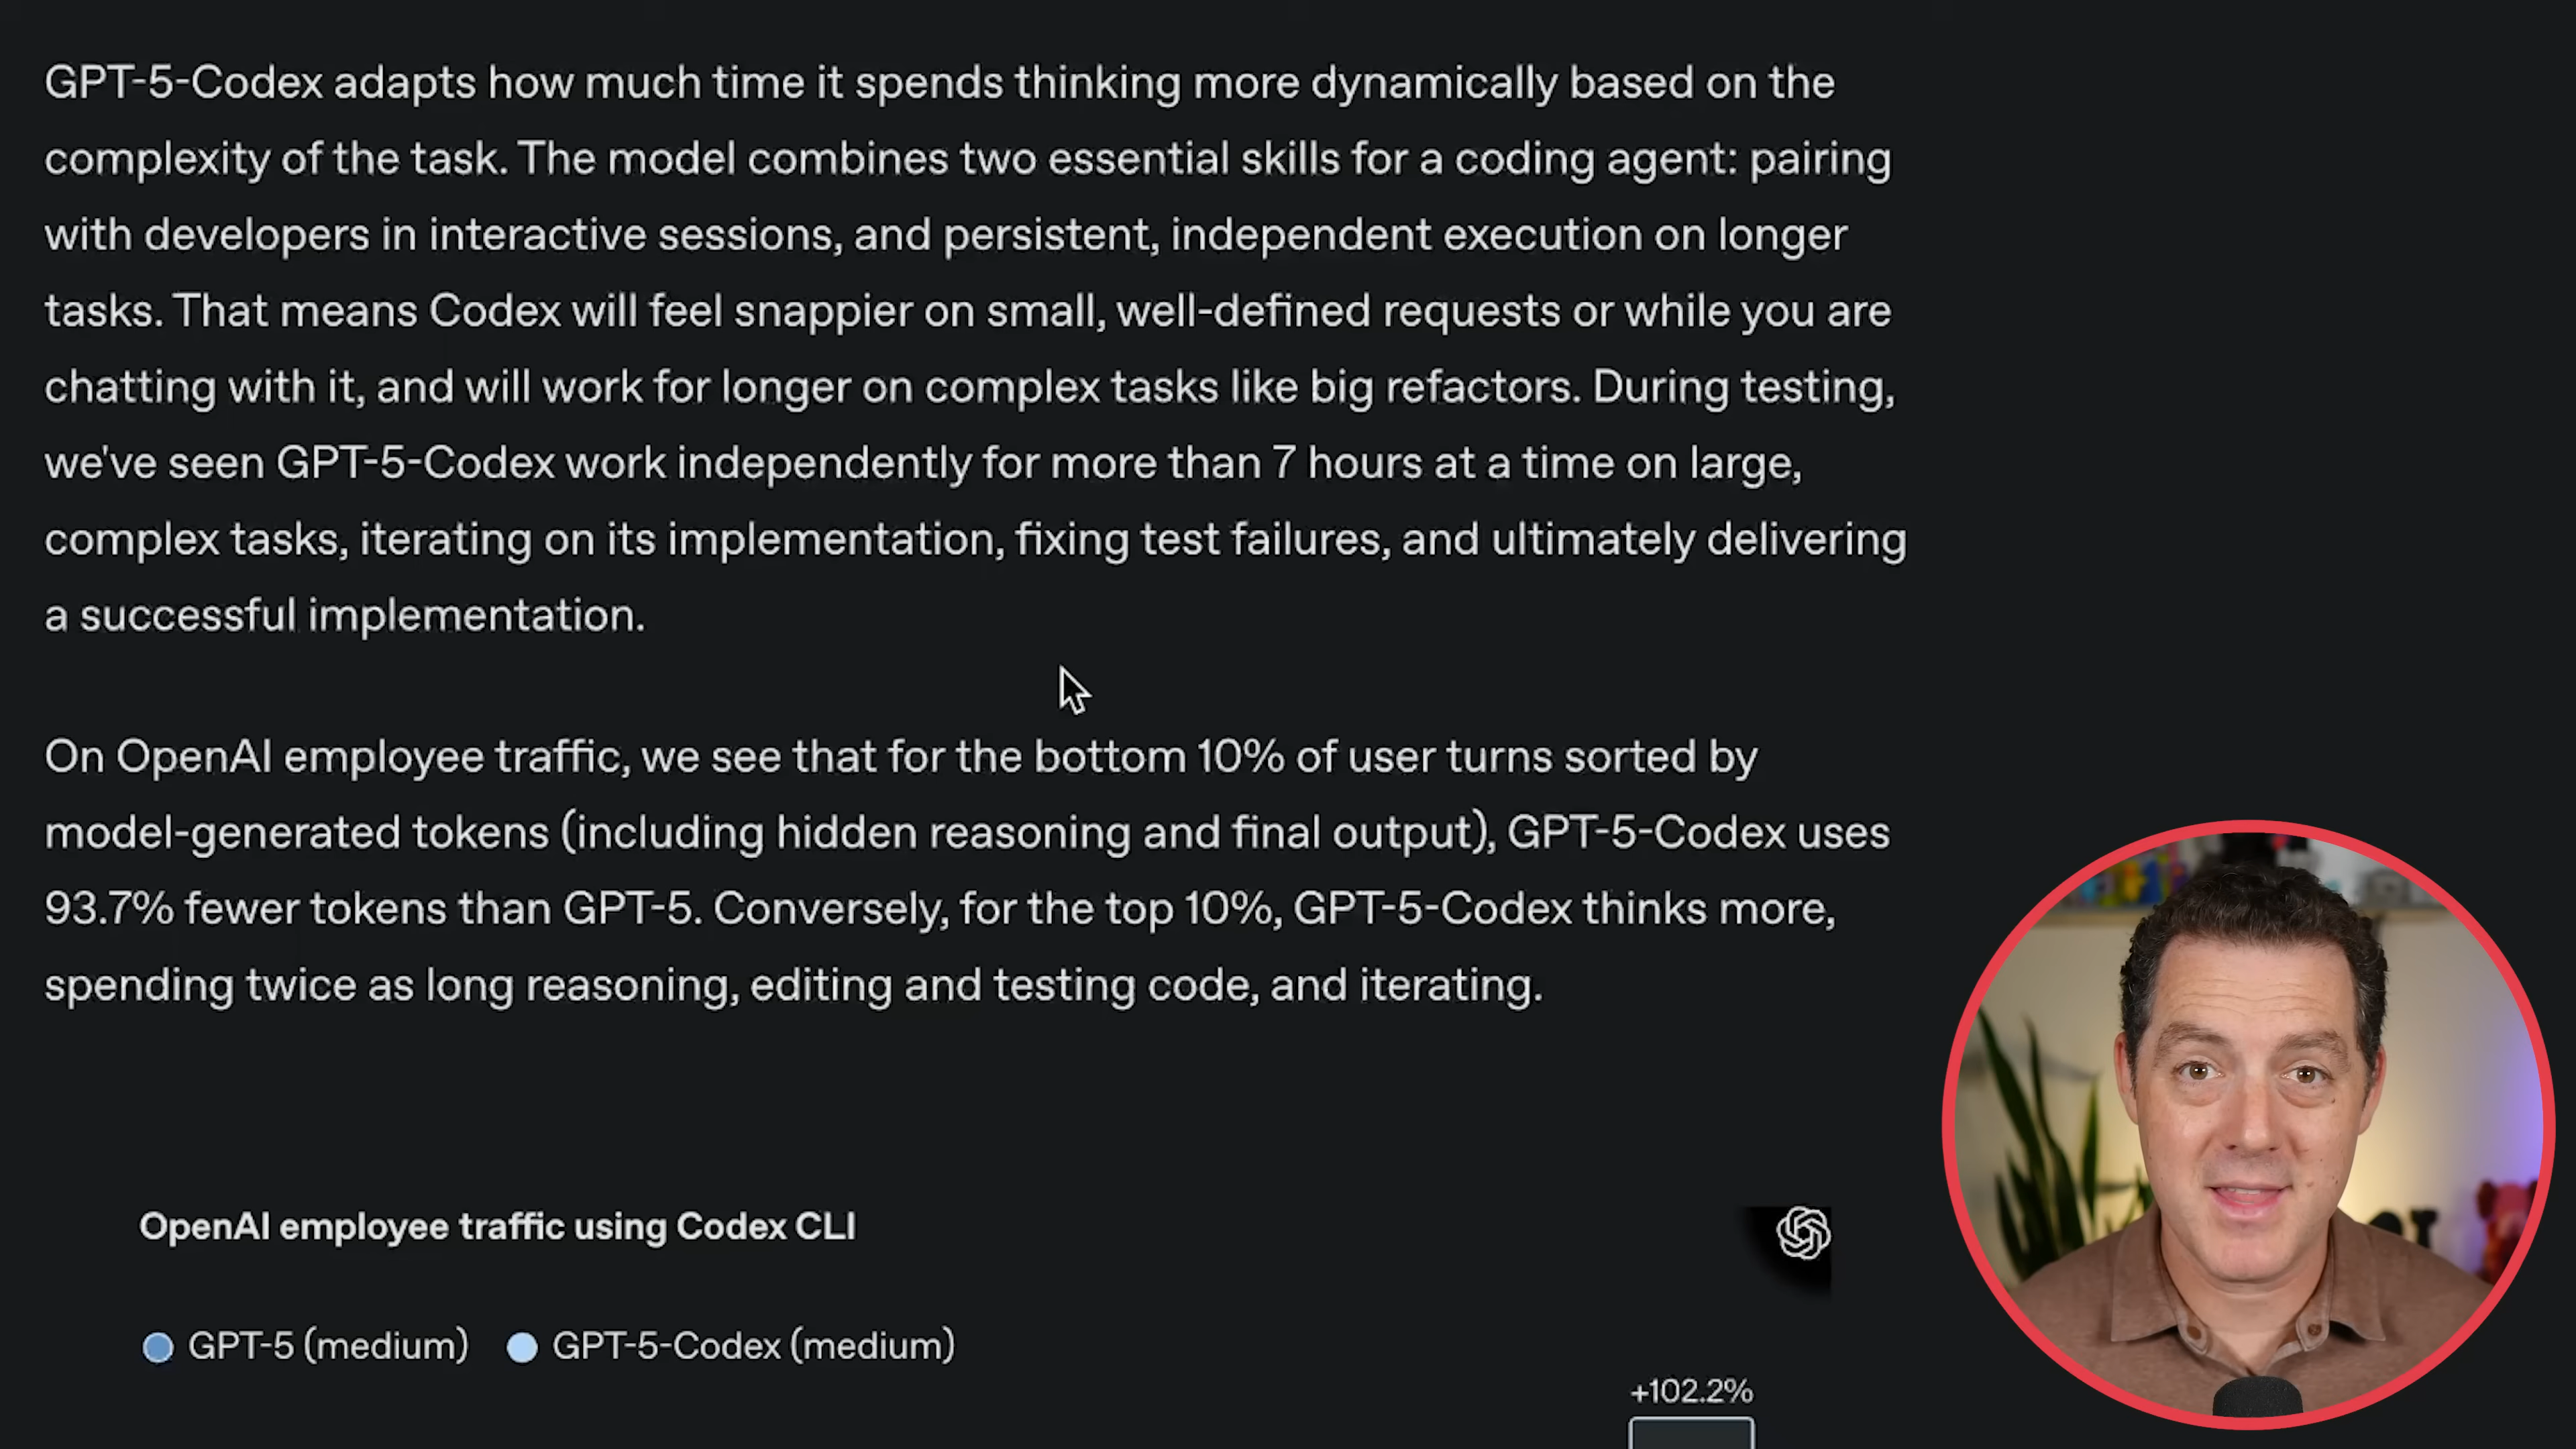 GPT-5-Codex adapts how much time it spends thinking more dynamically based on the
complexity of the task. The model combines two essential skills for a coding agent: pairing
with developers in interactive sessions, and persistent, independent execution on longer
tasks. That means Codex will feel snappier on small, well-defined requests or while you are
chatting with it, and will work for longer on complex tasks like big refactors. During testing,
we've seen GPT-5-Codex work independently for more than 7 hours at a time on large,
complex tasks, iterating on its implementation, fixing test failures, and ultimately delivering
a successful implementation.
On OpenAI employee traffic, we see that for the bottom 10% of user turns sorted by
model-generated tokens (including hidden reasoning and final output), GPT-5-Codex uses
93.7% fewer tokens than GPT-5. Conversely, for the top 10%, GPT-5-Codex thinks more,
spending twice as long reasoning, editing and testing code, and iterating.
OpenAI employee traffic using Codex CLI
GPT-5 (medium) GPT-5-Codex (medium)
+102.2%